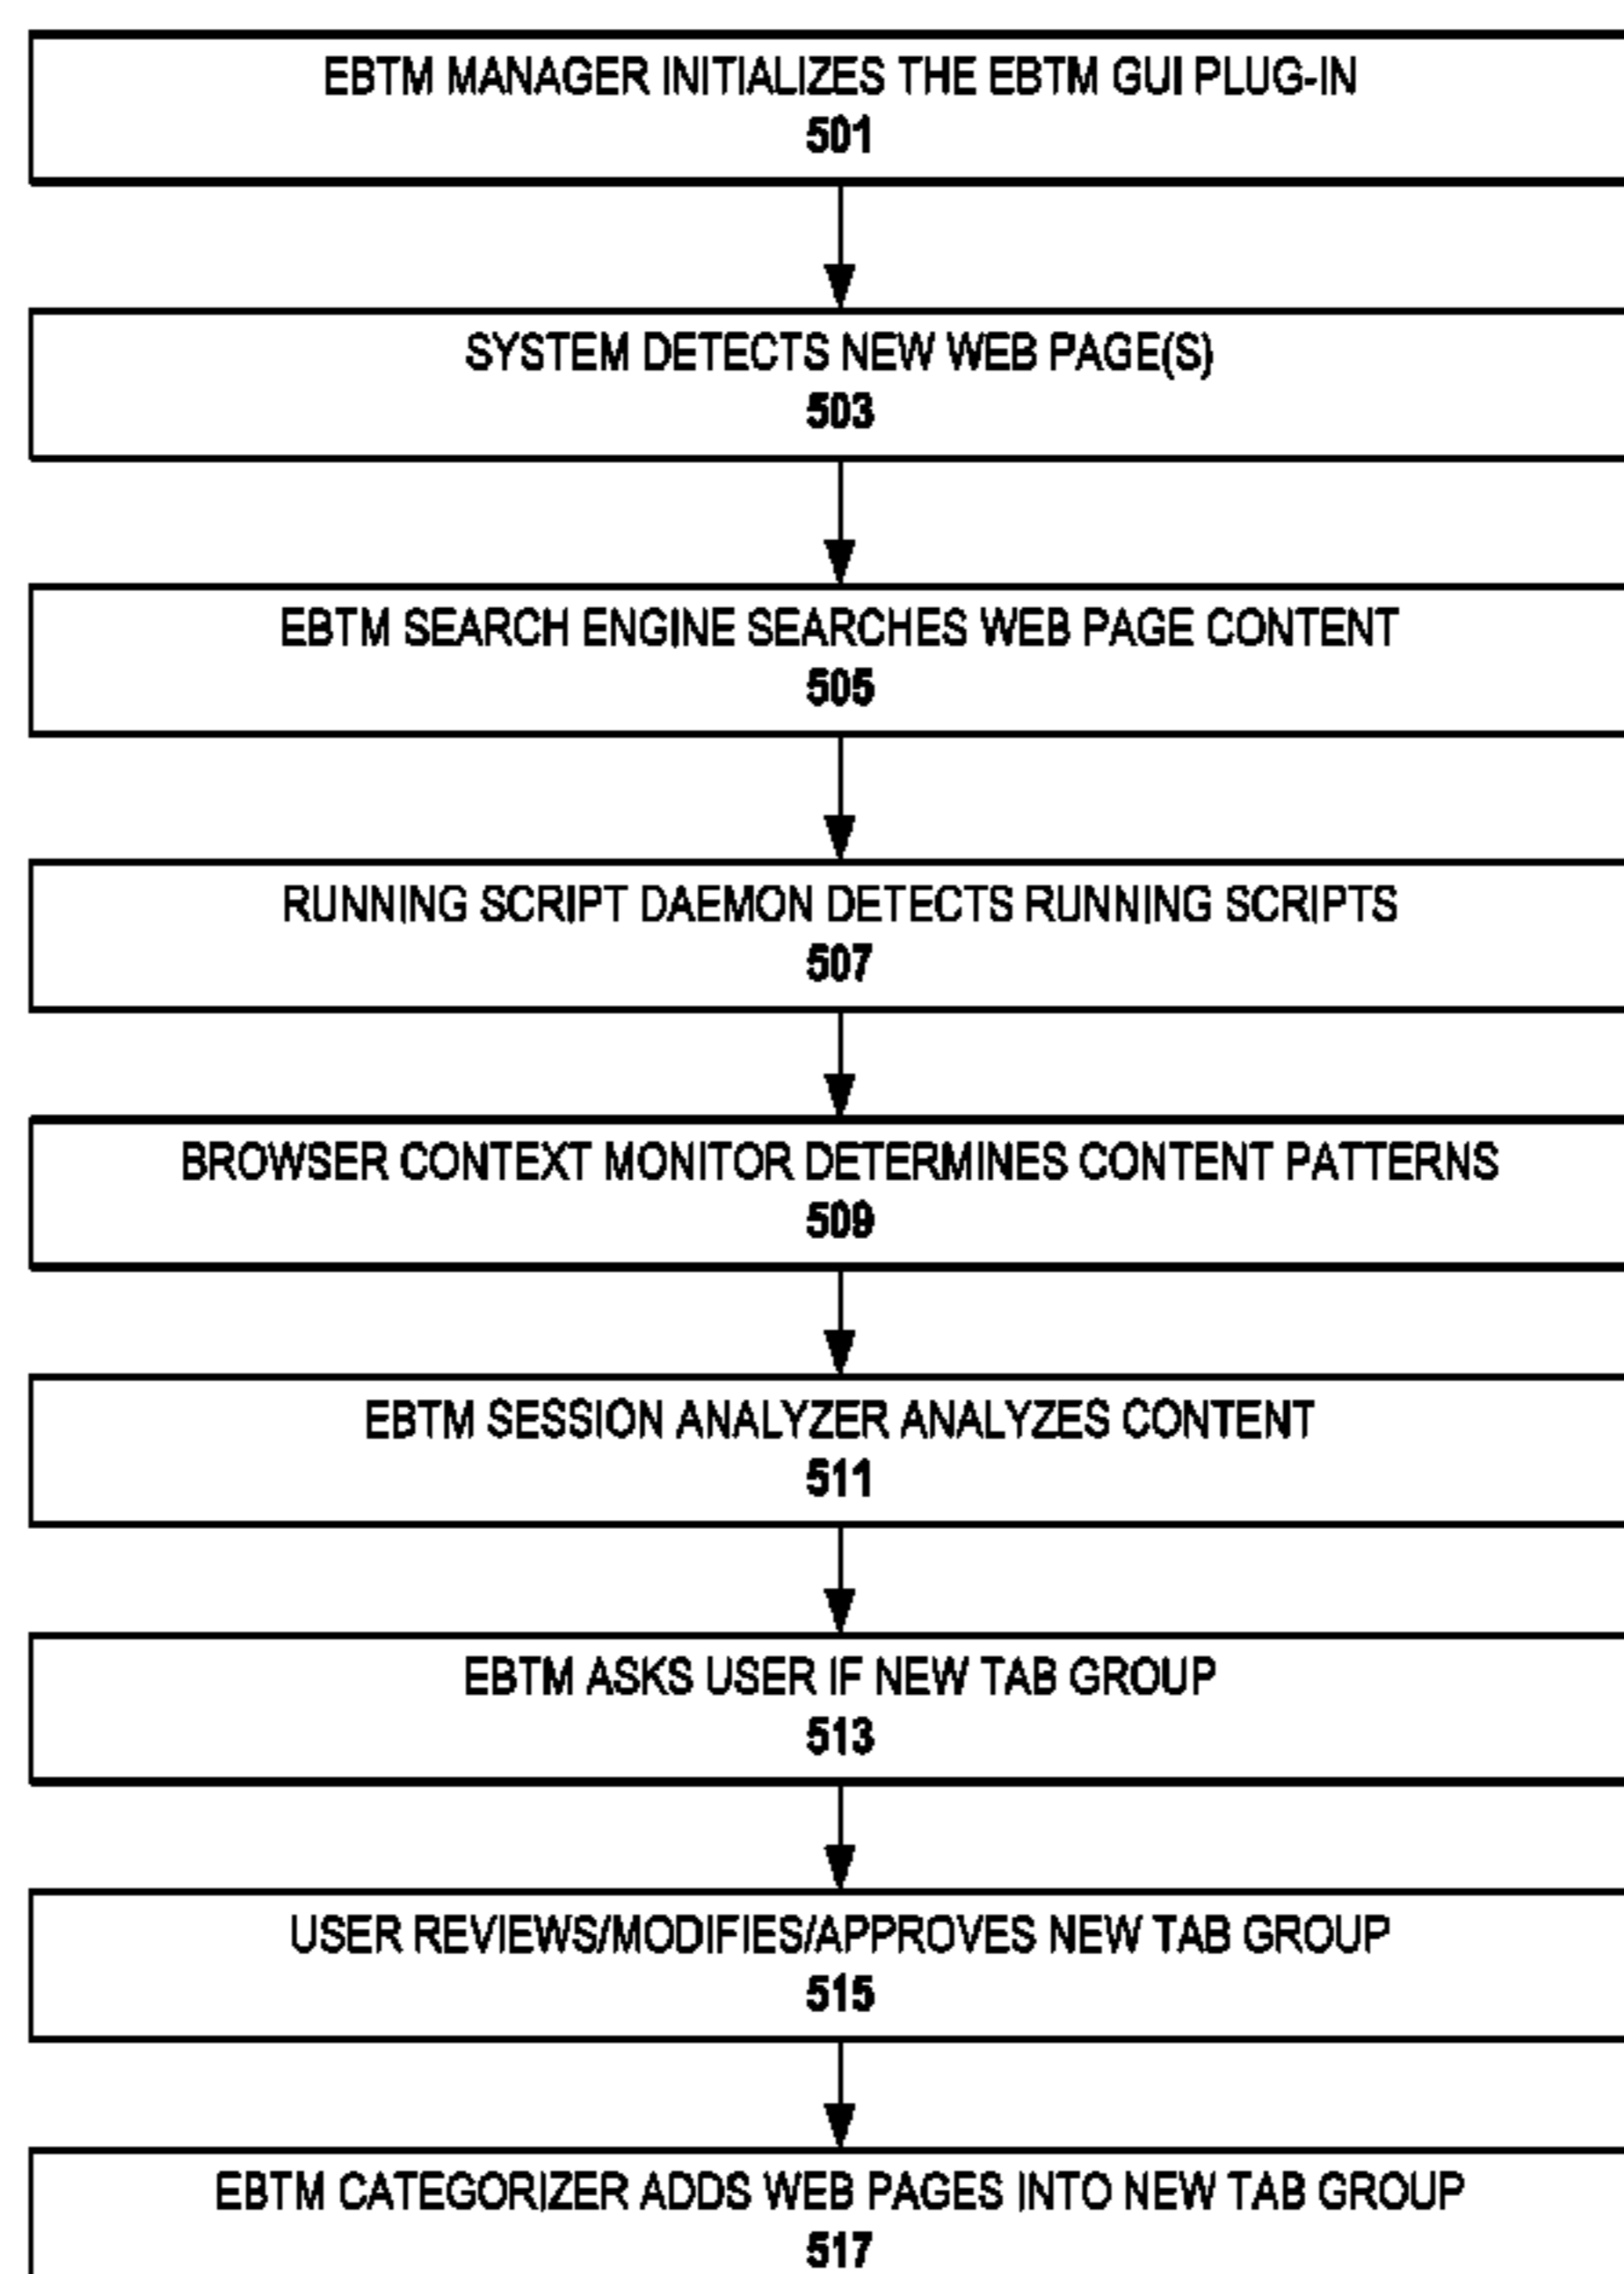 EBTM MANAGER INITIALIZES THE EBTM GUI PLUG-IN
501
SYSTEM DETECTS NEW WEB PAGE(S)
503
EBTM SEARCH ENGINE SEARCHES WEB PAGE CONTENT
505
RUNNING SCRIPT DAEMON DETECTS RUNNING SCRIPTS
507
BROWSER CONTEXT MONITOR DETERMINES CONTENT PATTERNS
509
EBTM SESSION ANALYZER ANALYZES CONTENT
511
EBTM ASKS USER IF NEW TAB GROUP
513
USER REVIEWS/MODIFIES/APPROVES NEW TAB GROUP
515
EBTM CATEGORIZER ADDS WEB PAGES INTO NEW TAB GROUP
517